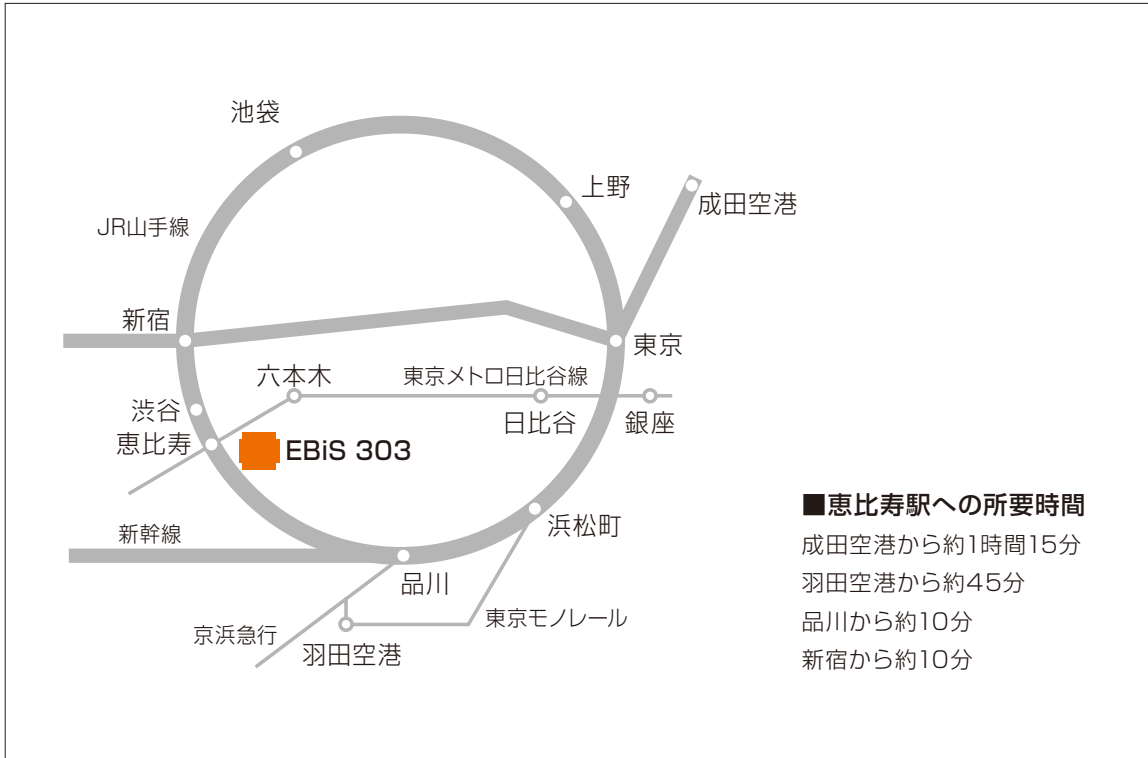 池袋
上野
成田空港
JR山手線
新宿
東京
六本木
東京メトロ日比谷線
渋谷
日比谷
銀座
恵比寿
EBiS 303
■恵比寿駅への所要時間
新幹線
浜松町
成田空港から約1時間15分
品川
羽田空港から約45分
京浜急行
東京モノレール
品川から約10分
羽田空港
新宿から約10分